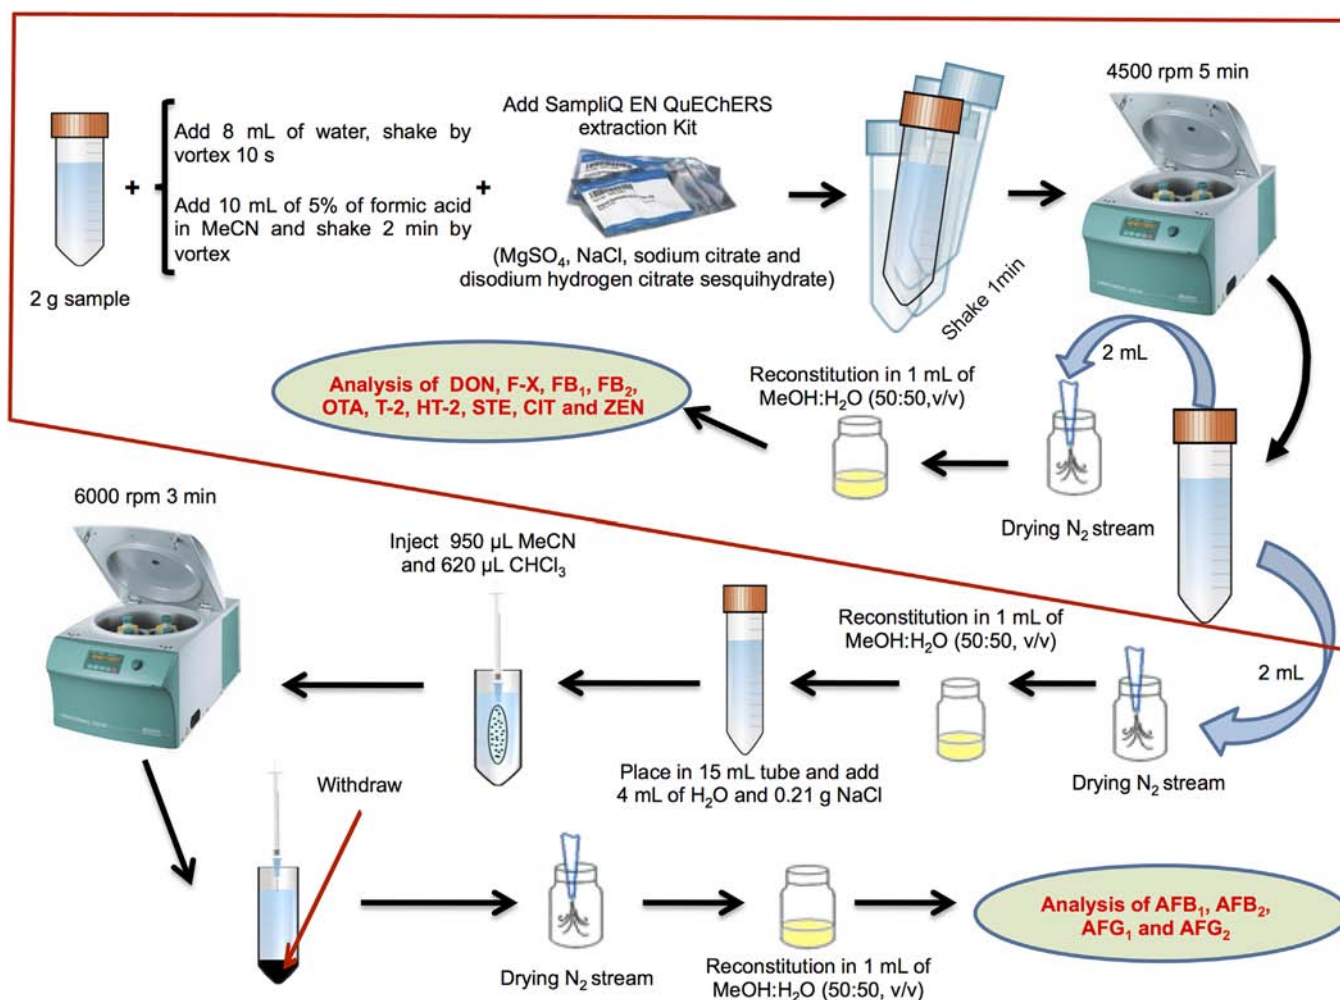 4500 rpm 5 min
Add SampliQ EN QuEChERS
extraction Kit
Add 8 mL of water, shake by
vortex 10 s
+
+
Add 10 mL of 5% of formic acid
in MeCN and shake 2 min by
vortex
(MgSO₄, NaCl, sodium citrate and
disodium hydrogen citrate sesquihydrate)
2 g sample
Shake 1min
2 mL
Reconstitution in 1 mL of
MeOH:H₂O (50:50,v/v)
Analysis of DON, F-X, FB₁, FB₂,
OTA, T-2, HT-2, STE, CIT and ZEN
Drying N₂ stream
6000 rpm 3 min
Inject 950 µL MeCN
and 620 µL CHCl₃
Reconstitution in 1 mL of
MeOH:H₂O (50:50, v/v)
2 mL
Drying N₂ stream
Place in 15 mL tube and add
4 mL of H₂O and 0.21 g NaCl
Withdraw
Drying N₂ stream
Reconstitution in 1 mL of
MeOH:H₂O (50:50, v/v)
Analysis of AFB₁, AFB₂,
AFG₁ and AFG₂